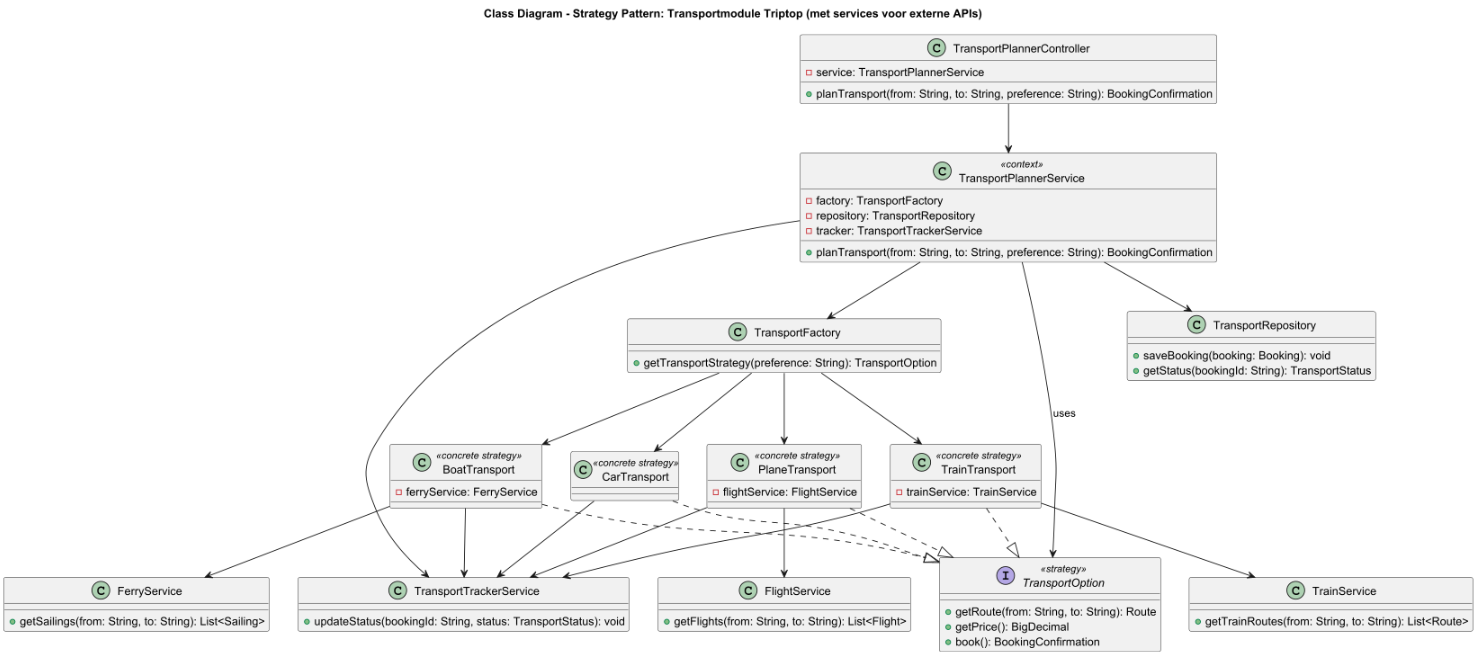 Class Diagram - Strategy Pattern: Transportmodule Triptop (met services voor externe APIs)
C TransportPlannerController
service: TransportPlannerService
planTransport(from: String, to: String, preference: String): BookingConfirmation
«context»
C TransportPlannerService
factory: TransportFactory
repository: TransportRepository
tracker: TransportTrackerService
planTransport(from: String, to: String, preference: String): BookingConfirmation
C TransportFactory
getTransportStrategy(preference: String): TransportOption
C TransportRepository
saveBooking(booking: Booking): void
getStatus(bookingId: String): TransportStatus
uses
«concrete strategy»
C BoatTransport
ferryService: FerryService
«concrete strategy»
C CarTransport
«concrete strategy»
C PlaneTransport
flightService: FlightService
«concrete strategy»
C TrainTransport
trainService: TrainService
C FerryService
getSailings(from: String, to: String): List<Sailing>
C TransportTrackerService
updateStatus(bookingId: String, status: TransportStatus): void
C FlightService
getFlights(from: String, to: String): List<Flight>
«strategy»
I TransportOption
getRoute(from: String, to: String): Route
getPrice(): BigDecimal
book(): BookingConfirmation
C TrainService
getTrainRoutes(from: String, to: String): List<Route>